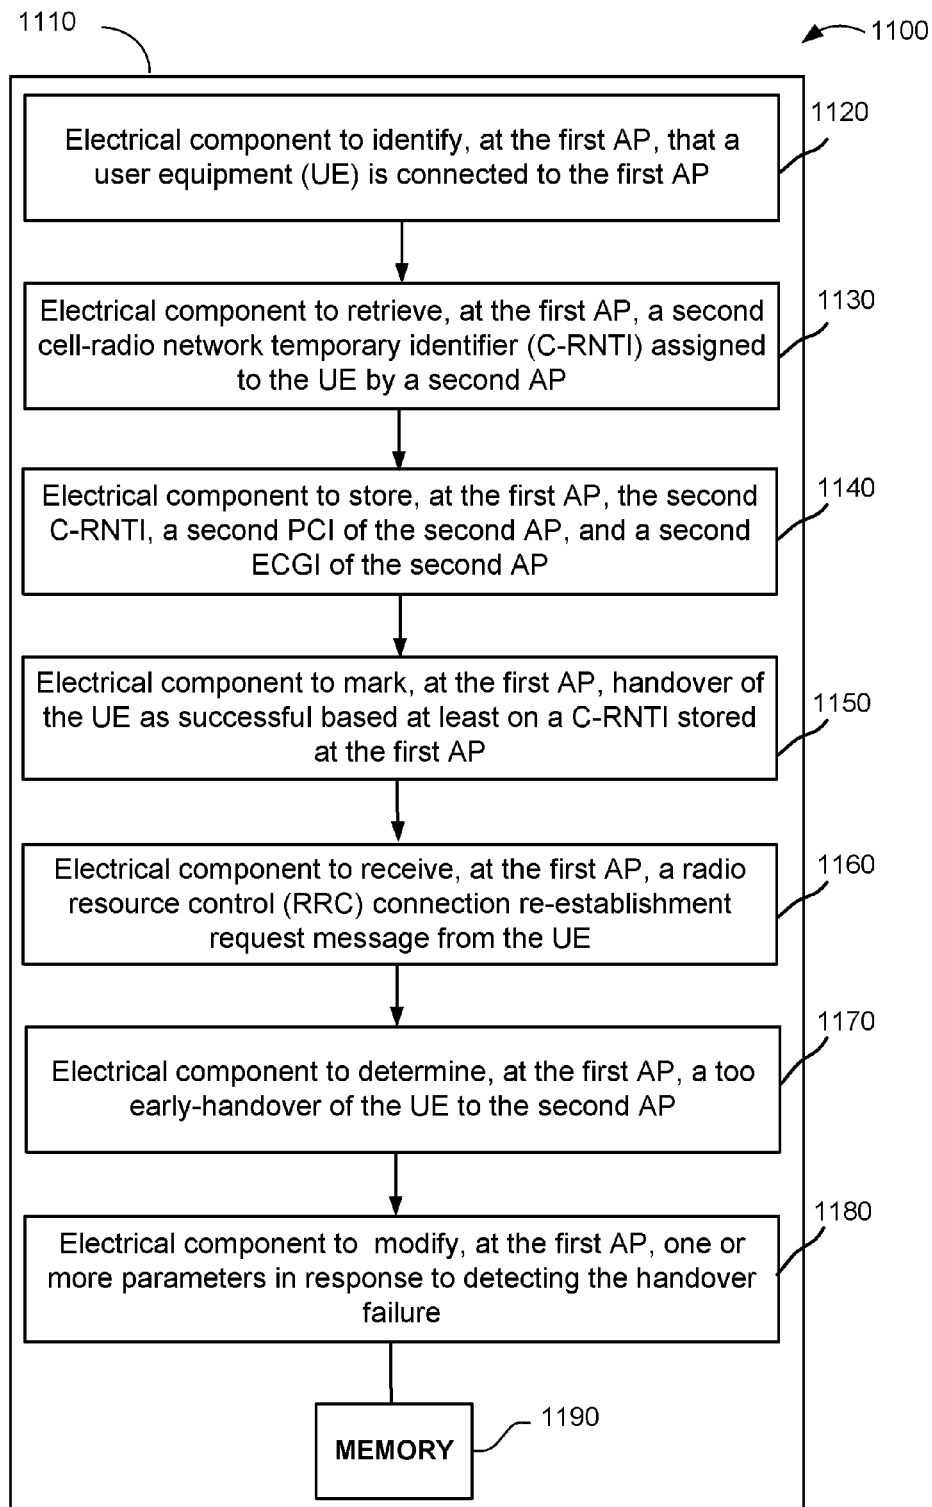 1110
1100
Electrical component to identify, at the first AP, that a
user equipment (UE) is connected to the first AP
1120
Electrical component to retrieve, at the first AP, a second
cell-radio network temporary identifier (C-RNTI) assigned
to the UE by a second AP
1130
Electrical component to store, at the first AP, the second
C-RNTI, a second PCI of the second AP, and a second
ECGI of the second AP
1140
Electrical component to mark, at the first AP, handover of
the UE as successful based at least on a C-RNTI stored
at the first AP
1150
Electrical component to receive, at the first AP, a radio
resource control (RRC) connection re-establishment
request message from the UE
1160
Electrical component to determine, at the first AP, a too
early-handover of the UE to the second AP
1170
Electrical component to modify, at the first AP, one or
more parameters in response to detecting the handover
failure
1180
MEMORY
1190